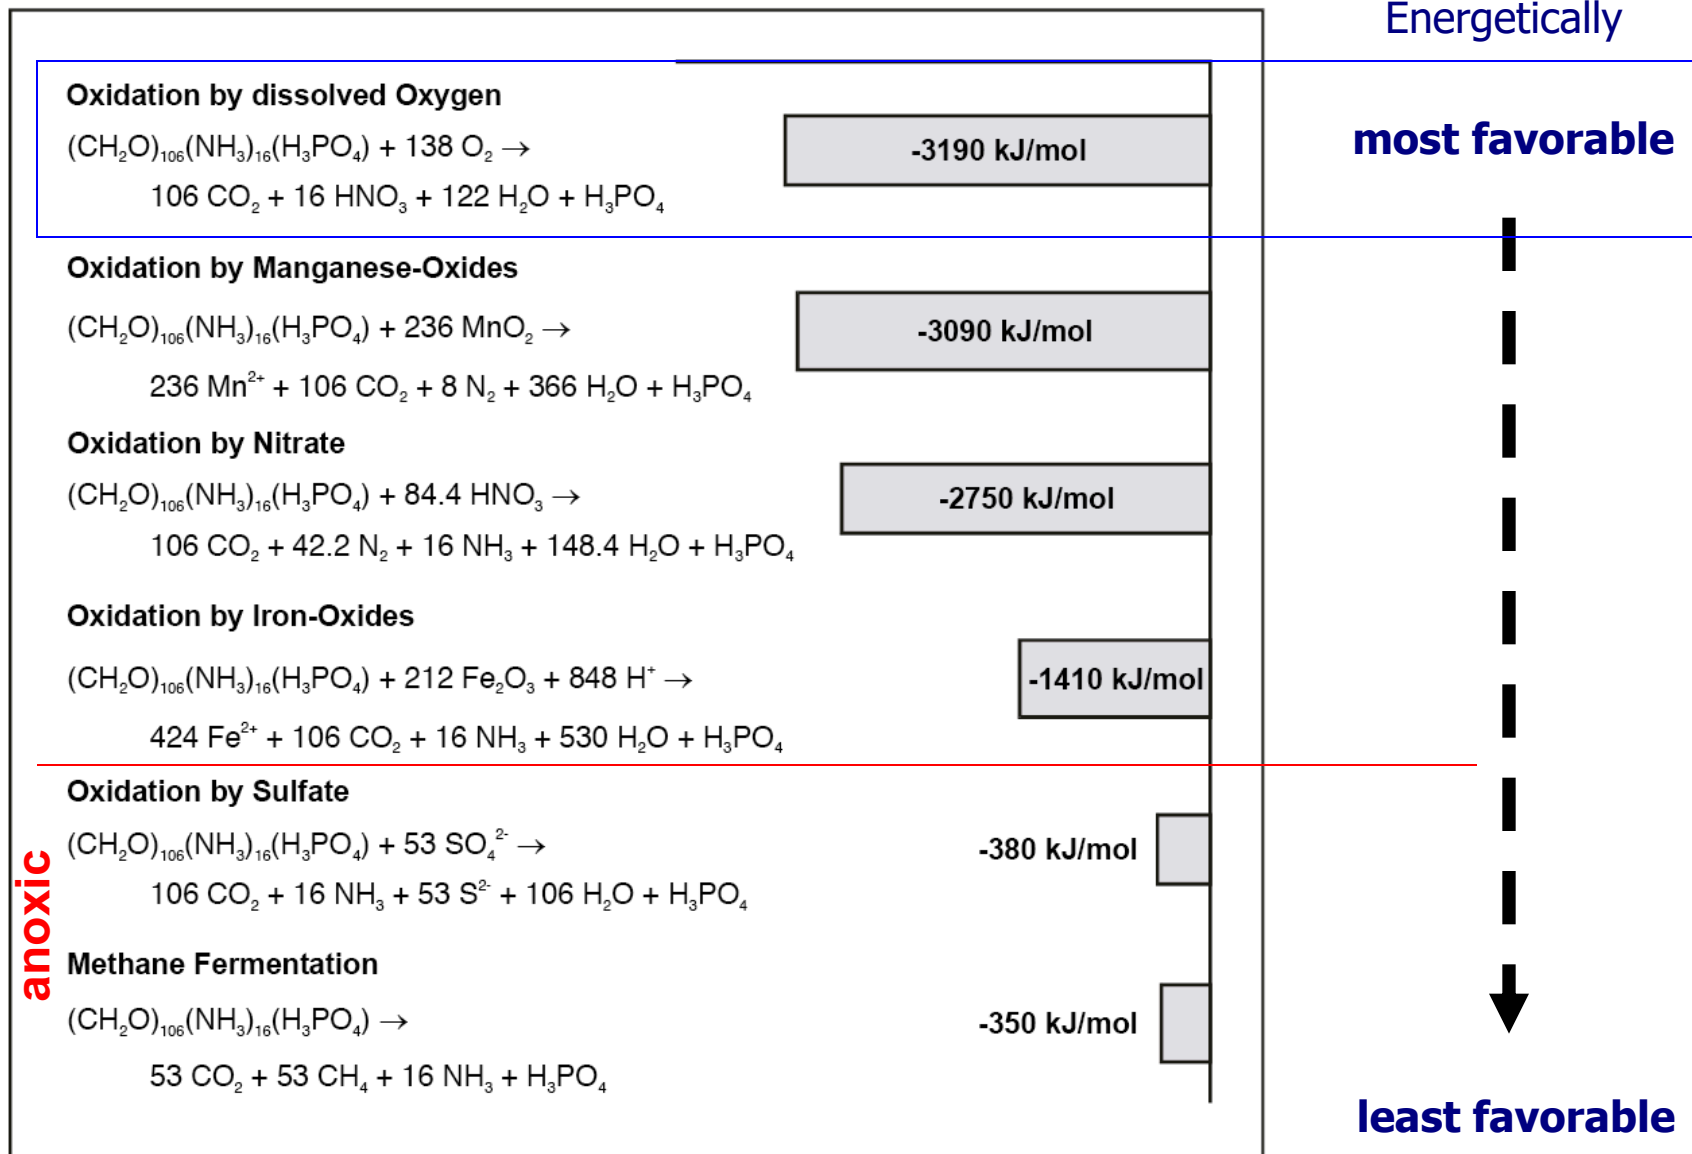 Energetically
Oxidation by dissolved Oxygen
(CH₂O)₁₀₆(NH₃)₁₆(H₃PO₄) + 138 O₂ →
-3190 kJ/mol
most favorable
106 CO₂ + 16 HNO₃ + 122 H₂O + H₃PO₄
Oxidation by Manganese-Oxides
(CH₂O)₁₀₆(NH₃)₁₆(H₃PO₄) + 236 MnO₂ →
-3090 kJ/mol
236 Mn²⁺ + 106 CO₂ + 8 N₂ + 366 H₂O + H₃PO₄
Oxidation by Nitrate
(CH₂O)₁₀₆(NH₃)₁₆(H₃PO₄) + 84.4 HNO₃ →
-2750 kJ/mol
106 CO₂ + 42.2 N₂ + 16 NH₃ + 148.4 H₂O + H₃PO₄
Oxidation by Iron-Oxides
(CH₂O)₁₀₆(NH₃)₁₆(H₃PO₄) + 212 Fe₂O₃ + 848 H⁺ →
-1410 kJ/mol
424 Fe²⁺ + 106 CO₂ + 16 NH₃ + 530 H₂O + H₃PO₄
Oxidation by Sulfate
(CH₂O)₁₀₆(NH₃)₁₆(H₃PO₄) + 53 SO₄²⁻ →
-380 kJ/mol
106 CO₂ + 16 NH₃ + 53 S²⁻ + 106 H₂O + H₃PO₄
anoxic
Methane Fermentation
(CH₂O)₁₀₆(NH₃)₁₆(H₃PO₄) →
-350 kJ/mol
53 CO₂ + 53 CH₄ + 16 NH₃ + H₃PO₄
least favorable